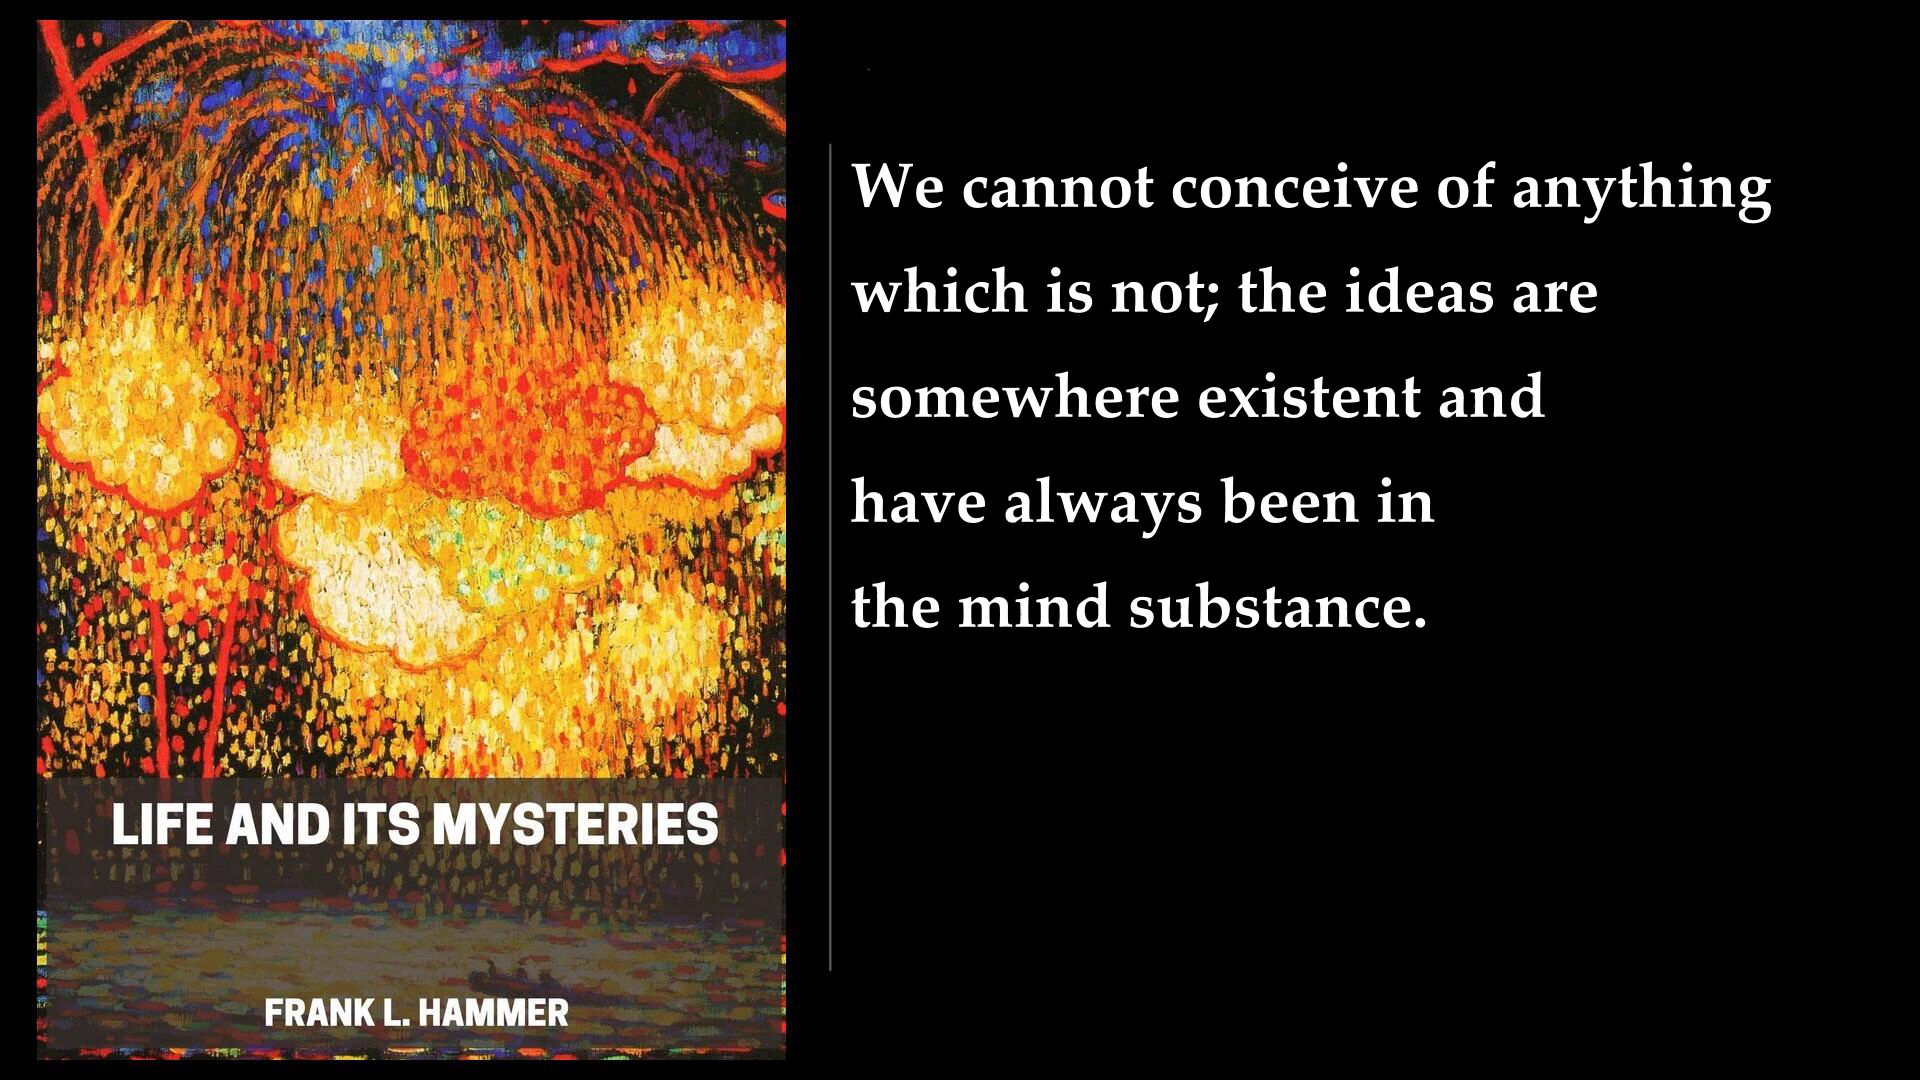 LIFE AND ITS MYSTERIES
FRANK L. HAMMER
We cannot conceive of anything
which is not; the ideas are
somewhere existent and
have always been in
the mind substance.